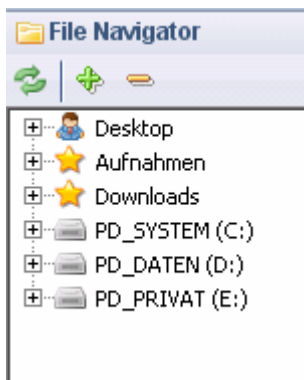 File Navigator
Desktop
Aufnahmen
Downloads
PD_SYSTEM (C:)
PD_DATEN (D:)
PD_PRIVAT (E:)